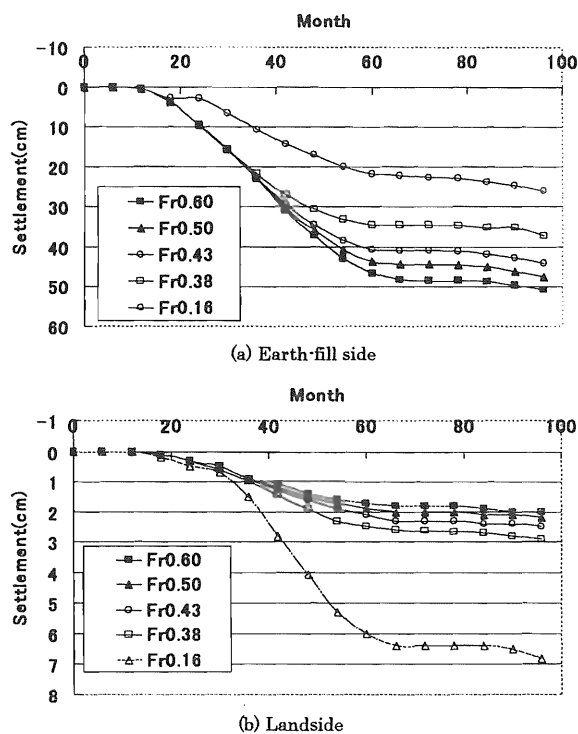 Month
-10
0 20 40 60 80 100
0
10
20
30
40
50
60
Settlement(cm)
Fr0.60
Fr0.50
Fr0.43
Fr0.38
Fr0.16
(a) Earth-fill side
Month
-1
0 20 40 60 80 100
0
1
2
3
4
5
6
7
8
Settlement(cm)
Fr0.60
Fr0.50
Fr0.43
Fr0.38
Fr0.16
(b) Landside